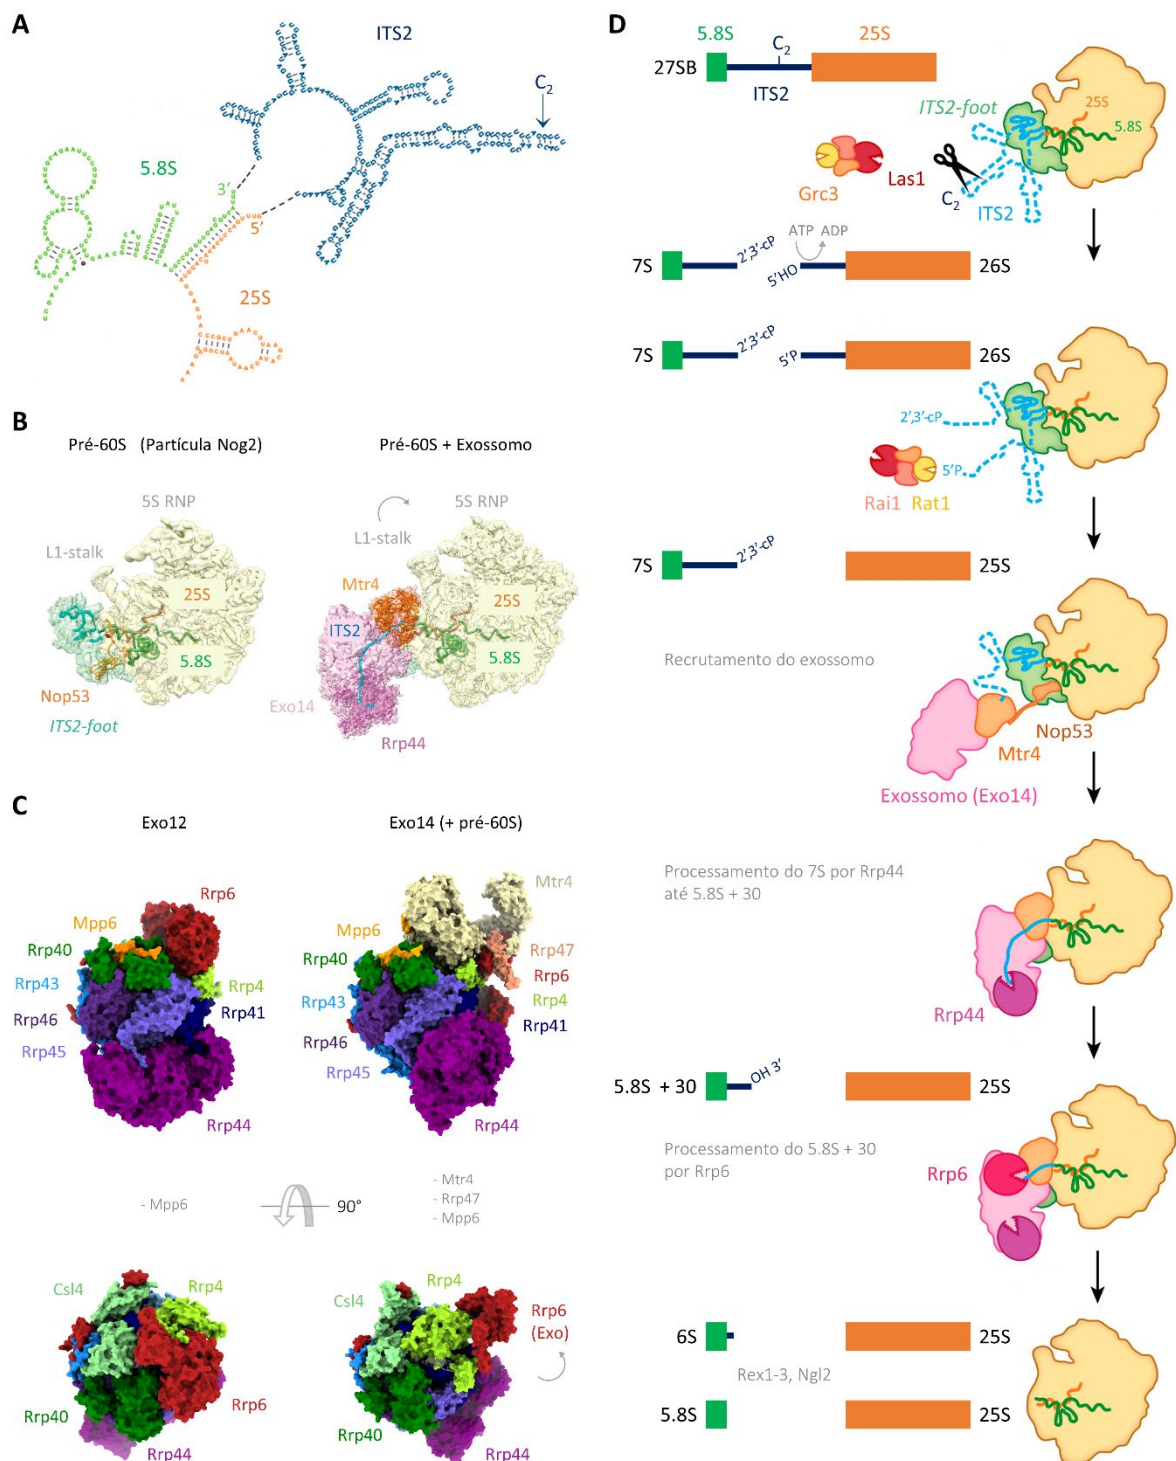 A
ITS2
C2
5.8S
3'
5'
25S
B
Pré-60S (Partícula Nog2)
Pré-60S + Exossomo
5S RNP
5S RNP
L1-stalk
L1-stalk
25S
5.8S
Mtr4
25S
ITS2
5.8S
Nop53
ITS2-foot
Exo14
Rrp44
C
Exo12
Exo14 (+ pré-60S)
Rrp6
Mpp6
Rrp40
Rrp43
Rrp4
Rrp46
Rrp41
Rrp45
Rrp44
Mtr4
Mpp6
Rrp40
Rrp47
Rrp6
Rrp43
Rrp4
Rrp41
Rrp46
Rrp45
Rrp44
- Mpp6
90°
- Mtr4
- Rrp47
- Mpp6
Csl4
Rrp4
Rrp40
Rrp6
Rrp44
Csl4
Rrp4
Rrp6
(Exo)
Rrp40
Rrp44
D
5.8S
C2
25S
27SB
ITS2
ITS2-foot
25S
5.8S
Las1
Grc3
C2
ITS2
7S
2',3'-cP
ATP
ADP
5'HO
26S
7S
2',3'-cP
5'P
26S
2',3'-cP
5'P
Rai1
Rat1
7S
2',3'-cP
25S
Recrutamento do exossomo
Nop53
Mtr4
Exossomo (Exo14)
Processamento do 7S por Rrp44
até 5.8S + 30
Rrp44
5.8S + 30
OH 3'
25S
Processamento do 5.8S + 30
por Rrp6
Rrp6
6S
25S
Rex1-3, Ngl2
5.8S
25S